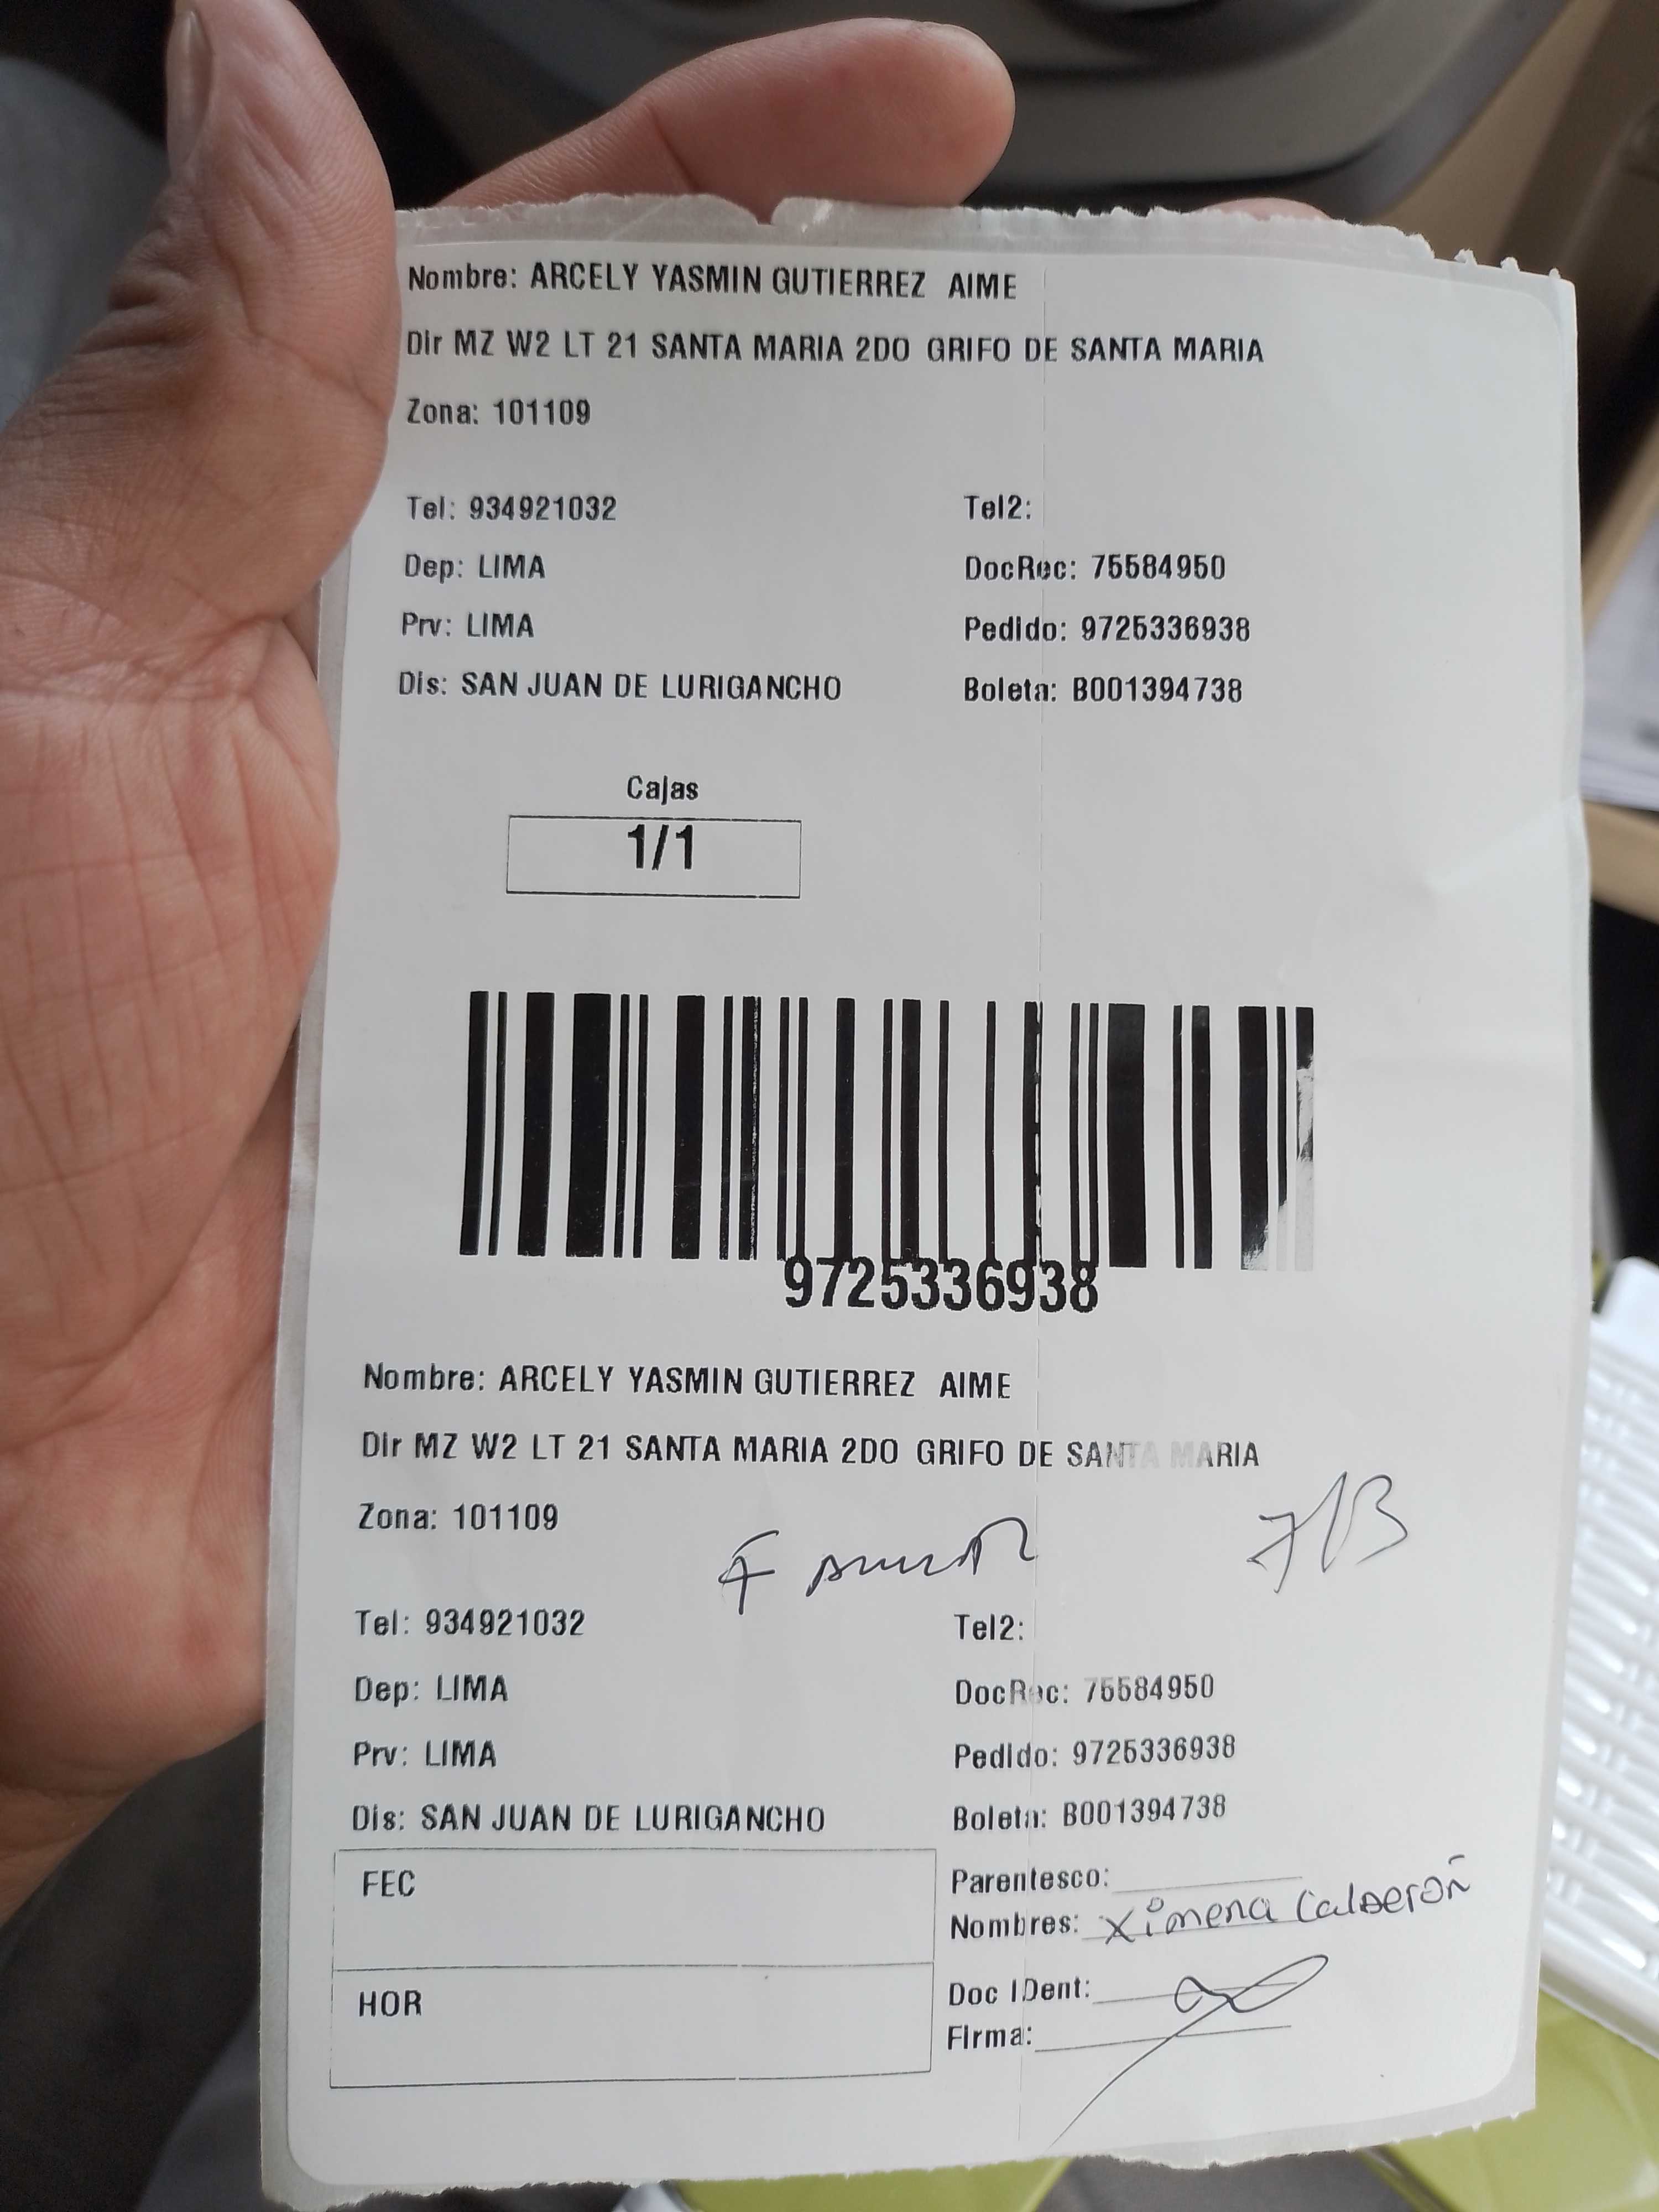 Nombre: ARCELY YASMIN GUTIERREZ AIME
Dir MZ W2 LT 21 SANTA MARIA 2DO GRIFO DE SANTA MARIA
Zona: 101109
Tel: 934921032 Tel2:
Dep: LIMA DocRec: 75584950
Prv: LIMA Pedido: 9725336938
Dis: SAN JUAN DE LURIGANCHO Boleta: B001394738
Cajas
1/1
9725336938
Nombre: ARCELY YASMIN GUTIERREZ AIME
Dir MZ W2 LT 21 SANTA MARIA 2DO GRIFO DE SANTA MARIA
Zona: 101109
Tel: 934921032 Tel2:
Dep: LIMA DocRec: 75584950
Prv: LIMA Pedido: 9725336938
Dis: SAN JUAN DE LURIGANCHO Boleta: B001394738
FEC Parentesco:
Nombres: Ximena Calderon
HOR Doc IDent:
Firma: